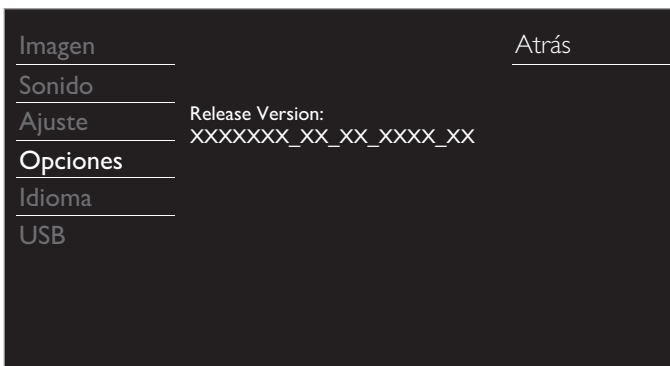 Imagen
Sonido
Ajuste
Opciones
Idioma
USB
Release Version:
XXXXXXX_XX_XX_XXXX_XX
Atrás